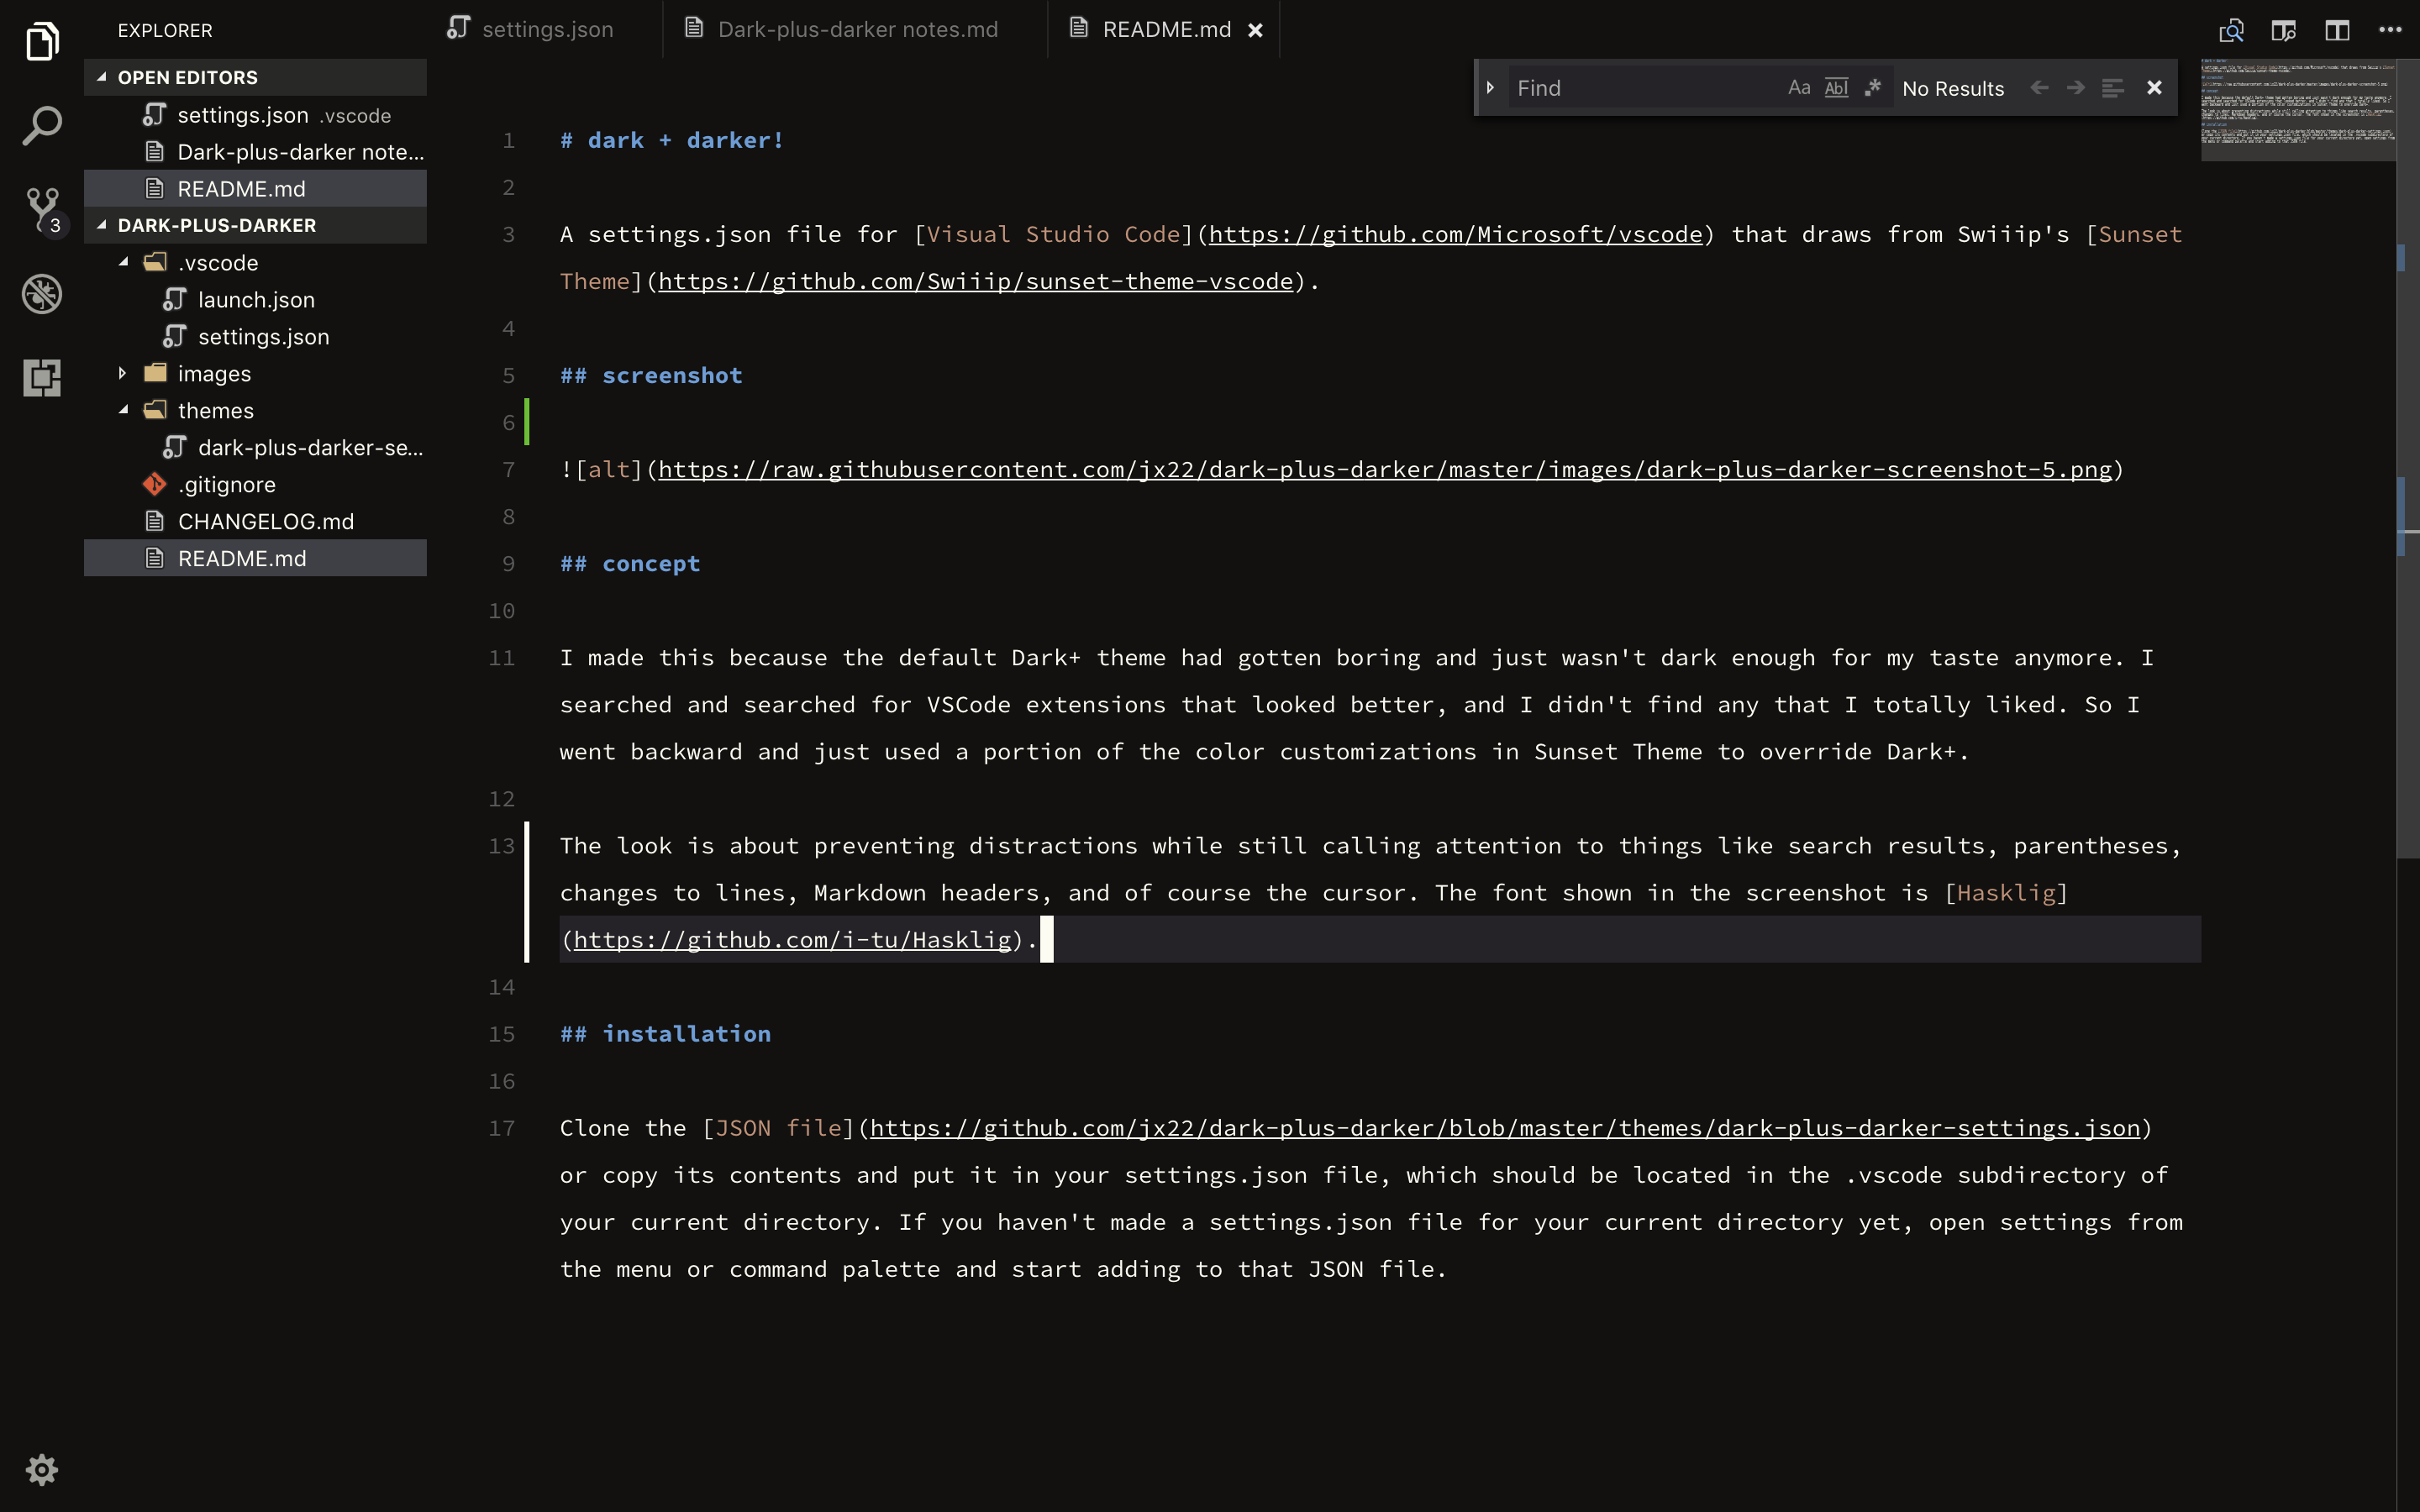 EXPLORER
OPEN EDITORS
settings.json .vscode
Dark-plus-darker note...
README.md
DARK-PLUS-DARKER
.vscode
launch.json
settings.json
images
themes
dark-plus-darker-se...
.gitignore
CHANGELOG.md
README.md
3
settings.json
Dark-plus-darker notes.md
README.md
Find
Aa
Abl
.*
No Results
1 # dark + darker!
2
3 A settings.json file for [Visual Studio Code](https://github.com/Microsoft/vscode) that draws from Swiiip's [Sunset
Theme](https://github.com/Swiiip/sunset-theme-vscode).
4
5 ## screenshot
6
7 ![alt](https://raw.githubusercontent.com/jx22/dark-plus-darker/master/images/dark-plus-darker-screenshot-5.png)
8
9 ## concept
10
11 I made this because the default Dark+ theme had gotten boring and just wasn't dark enough for my taste anymore. I
searched and searched for VSCode extensions that looked better, and I didn't find any that I totally liked. So I
went backward and just used a portion of the color customizations in Sunset Theme to override Dark+.
12
13 The look is about preventing distractions while still calling attention to things like search results, parentheses,
changes to lines, Markdown headers, and of course the cursor. The font shown in the screenshot is [Hasklig]
(https://github.com/i-tu/Hasklig).
14
15 ## installation
16
17 Clone the [JSON file](https://github.com/jx22/dark-plus-darker/blob/master/themes/dark-plus-darker-settings.json)
or copy its contents and put it in your settings.json file, which should be located in the .vscode subdirectory of
your current directory. If you haven't made a settings.json file for your current directory yet, open settings from
the menu or command palette and start adding to that JSON file.